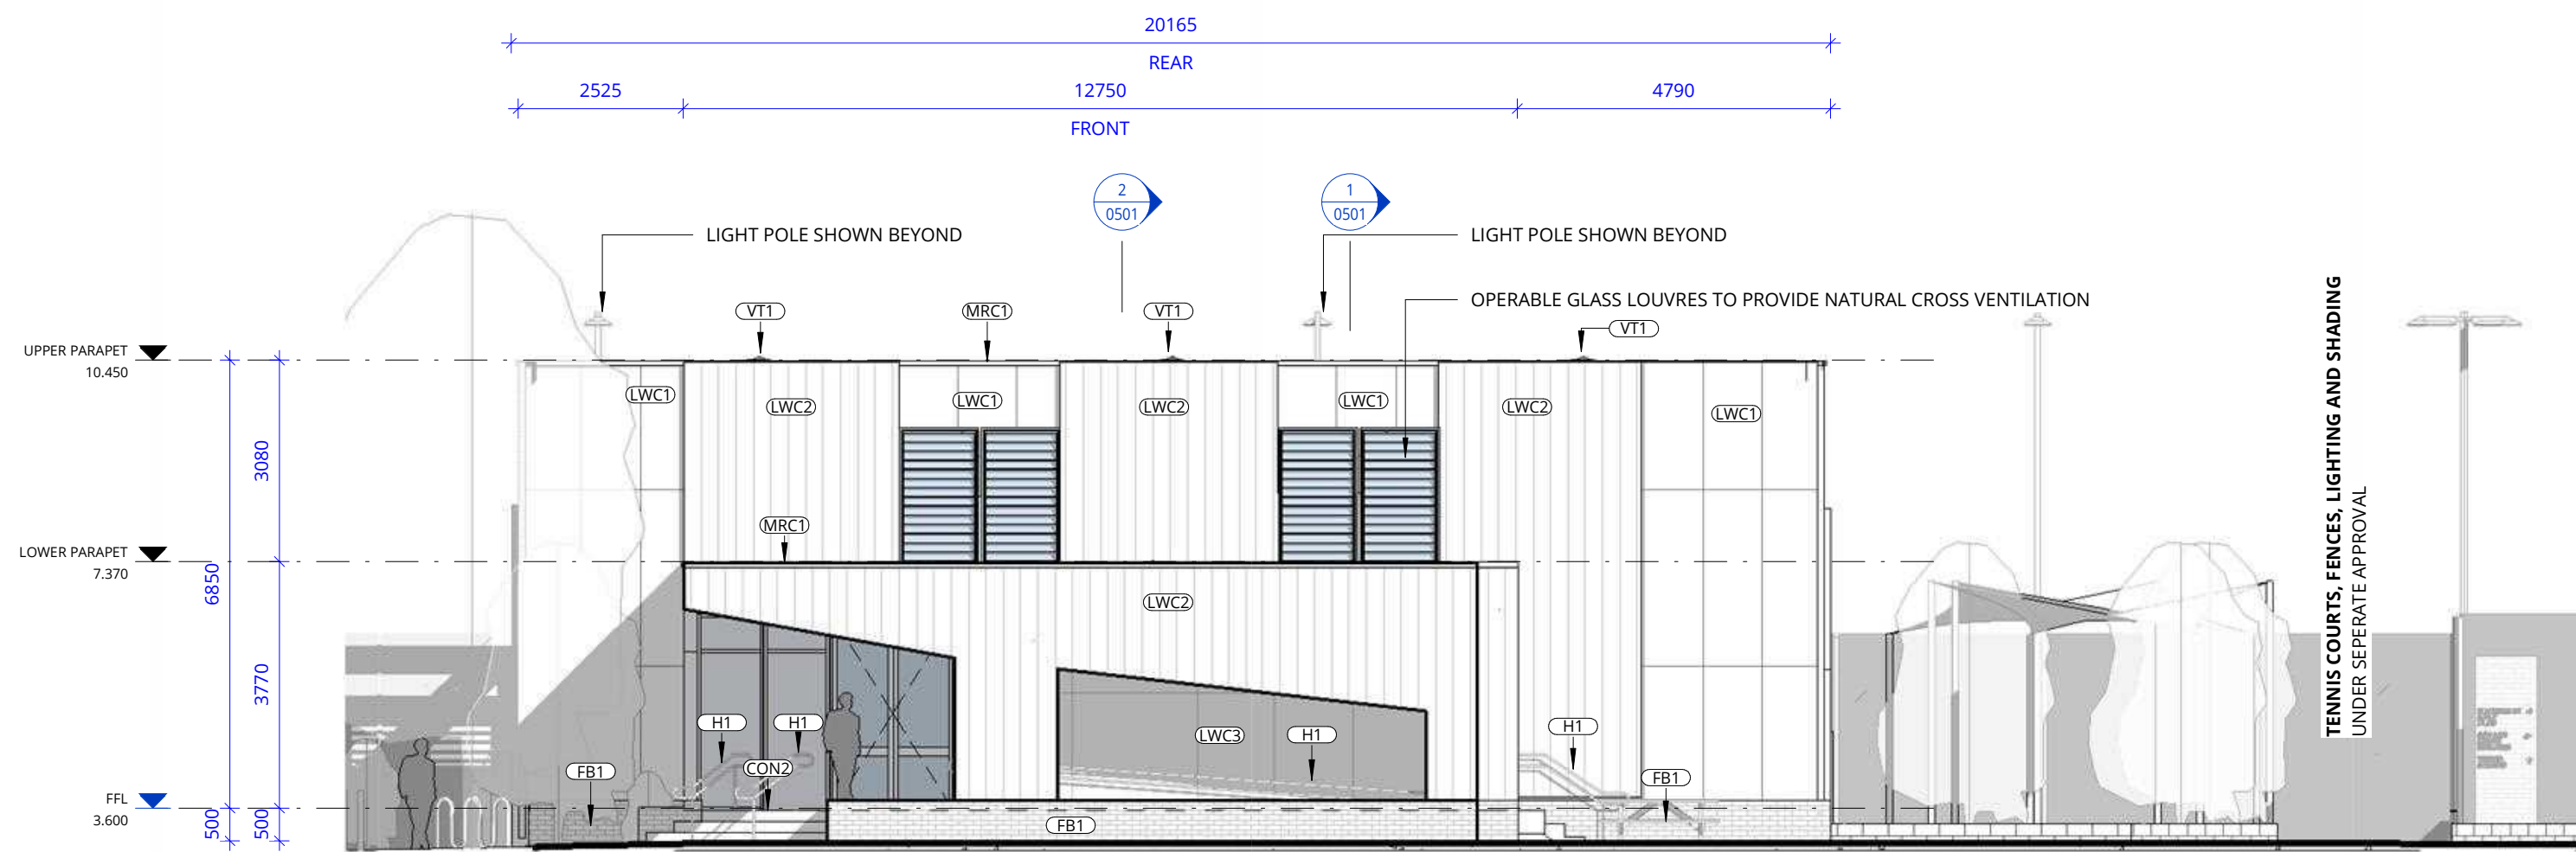 20165
REAR
2525
12750
4790
FRONT
2
0501
1
0501
LIGHT POLE SHOWN BEYOND
LIGHT POLE SHOWN BEYOND
OPERABLE GLASS LOUVRES TO PROVIDE NATURAL CROSS VENTILATION
VT1
MRC1
VT1
VT1
UPPER PARAPET
10.450
LWC1
LWC2
LWC1
LWC2
LWC1
LWC2
LWC1
3080
MRC1
LOWER PARAPET
7.370
6850
LWC2
3770
H1
H1
LWC3
H1
H1
FB1
CON2
FB1
FFL
3.600
500
500
FB1
TENNIS COURTS, FENCES, LIGHTING AND SHADING
UNDER SEPERATE APPROVAL